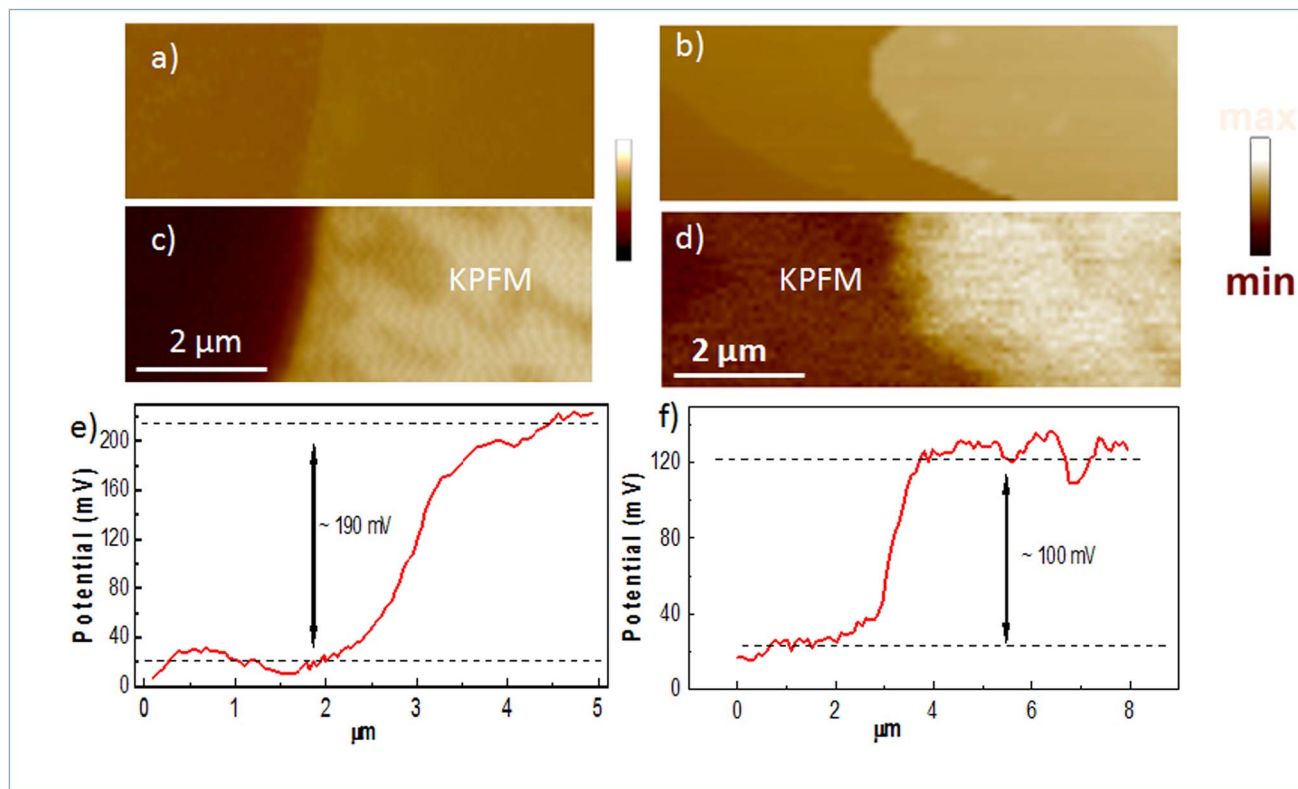 a)
b)
max
min
c)
KPFM
2 µm
d)
KPFM
2 µm
e)
Potential (mV)
200
160
120
80
40
0
~ 190 mV
0 1 2 3 4 5
µm
f)
Potential (mV)
120
80
40
0
~ 100 mV
0 2 4 6 8
µm